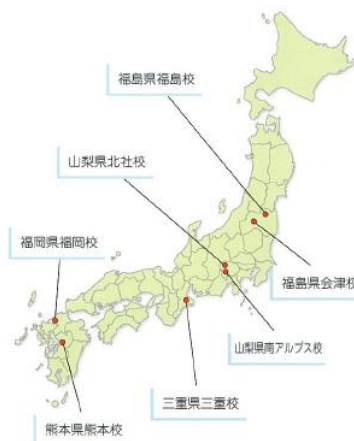 福島県福島校
山梨県北社校
福岡県福岡校
福島県会津校
山梨県南アルプス校
三重県三重校
熊本県熊本校